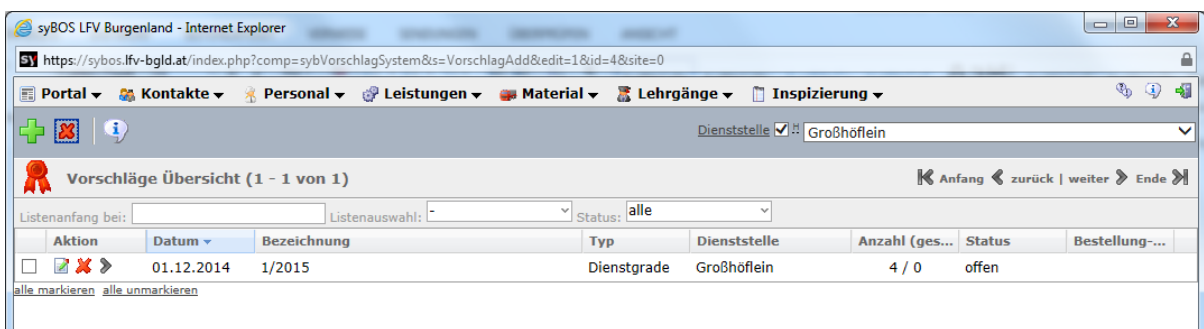 syBOS LFV Burgenland - Internet Explorer
sy https://sybos.lfv-bgld.at/index.php?comp=sybVorschlagSystem&s=VorschlagAdd&edit=1&id=4&site=0
Portal Kontakte Personal Leistungen Material Lehrgänge Inspizierung
Dienststelle Großhöflein
Vorschläge Übersicht (1 - 1 von 1) Anfang zurück | weiter Ende
Listenanfang bei: Listenauswahl: - Status: alle
Aktion Datum Bezeichnung Typ Dienststelle Anzahl (ges... Status Bestellung-...
01.12.2014 1/2015 Dienstgrade Großhöflein 4 / 0 offen
alle markieren alle unmarkieren